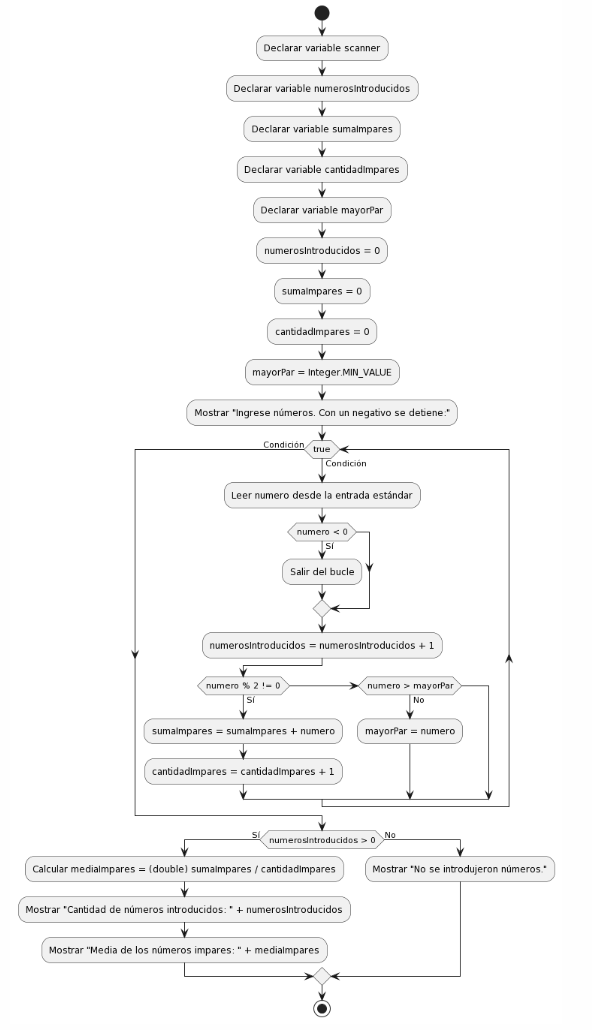 Declarar variable scanner
Declarar variable numerosIntroducidos
Declarar variable sumaImpares
Declarar variable cantidadImpares
Declarar variable mayorPar
numerosIntroducidos = 0
sumaImpares = 0
cantidadImpares = 0
mayorPar = Integer.MIN_VALUE
Mostrar "Ingrese números. Con un negativo se detiene:"
Condición
true
Condición
Leer numero desde la entrada estándar
numero < 0
Sí
Salir del bucle
numerosIntroducidos = numerosIntroducidos + 1
numero % 2 != 0
numero > mayorPar
Sí
No
sumaImpares = sumaImpares + numero
mayorPar = numero
cantidadImpares = cantidadImpares + 1
Sí
numerosIntroducidos > 0
No
Calcular mediaImpares = (double) sumaImpares / cantidadImpares
Mostrar "No se introdujeron números."
Mostrar "Cantidad de números introducidos: " + numerosIntroducidos
Mostrar "Media de los números impares: " + mediaImpares